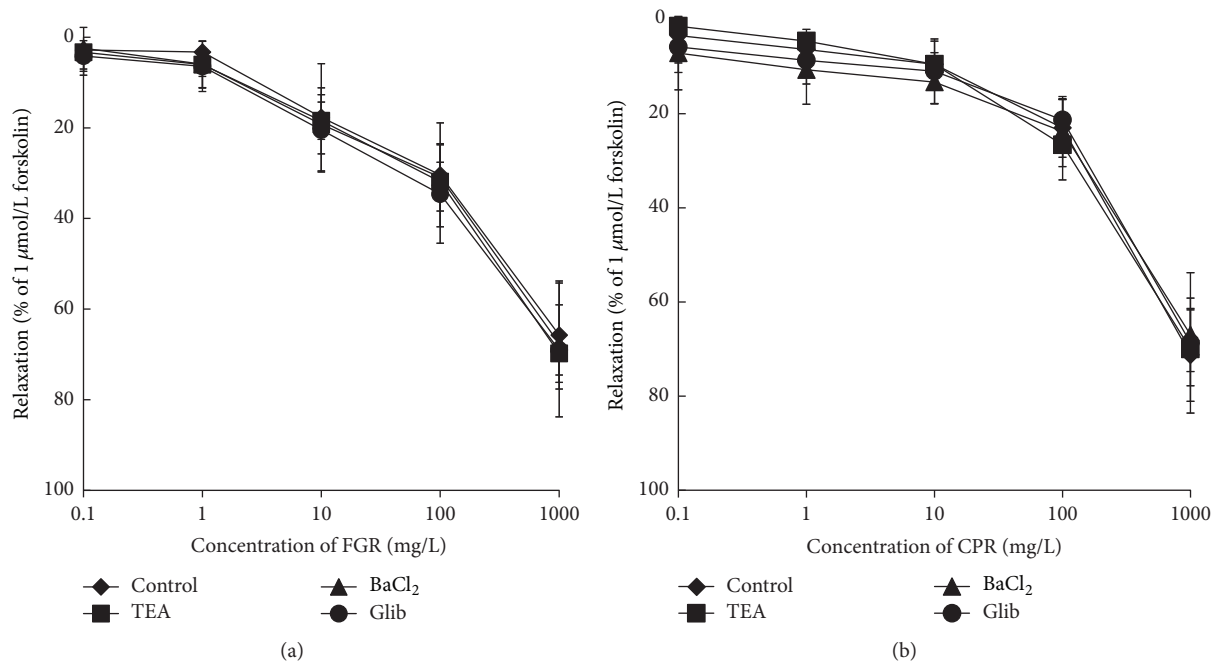 0
20
40
60
80
100
Relaxation (% of 1 μmol/L forskolin)
0.1 1 10 100 1000
Concentration of FGR (mg/L)
Control
TEA
BaCl₂
Glib
(a)
0
20
40
60
80
100
Relaxation (% of 1 μmol/L forskolin)
0.1 1 10 100 1000
Concentration of CPR (mg/L)
Control
TEA
BaCl₂
Glib
(b)